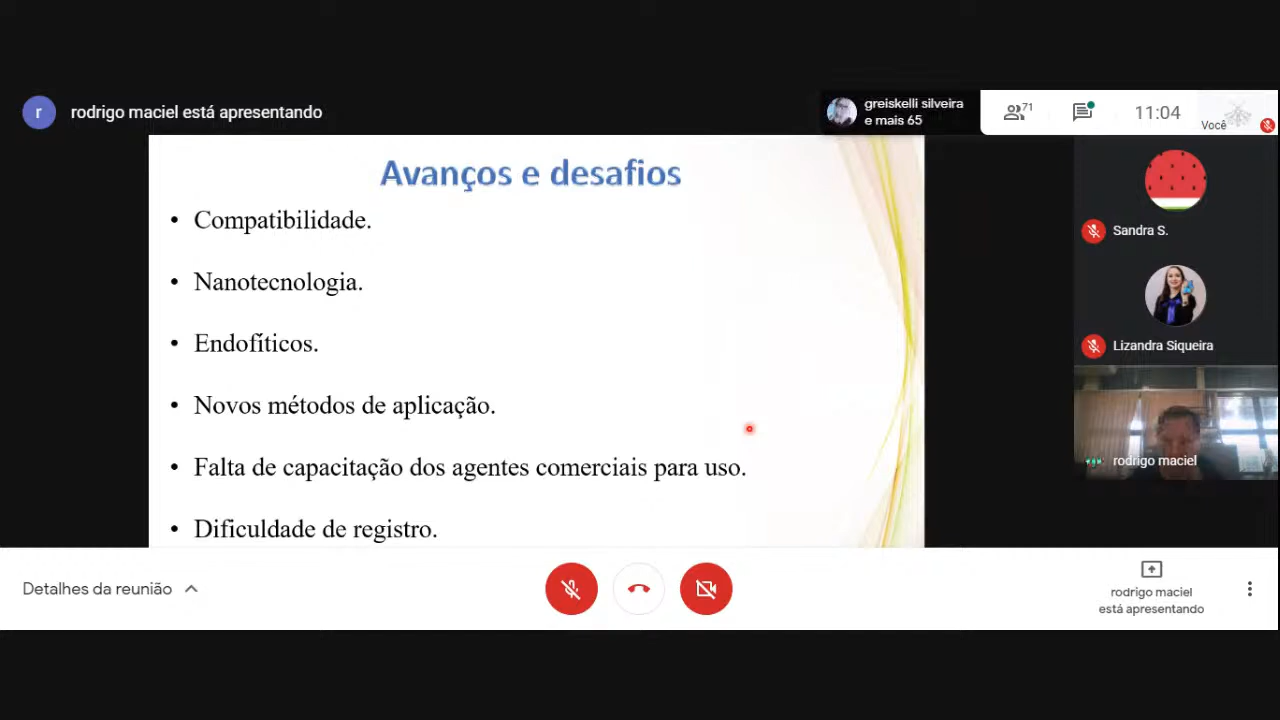 r
rodrigo maciel está apresentando
greiskelli silveira
e mais 65
71
11:04
Você
Avanços e desafios
• Compatibilidade.
• Nanotecnologia.
• Endofíticos.
• Novos métodos de aplicação.
• Falta de capacitação dos agentes comerciais para uso.
• Dificuldade de registro.
Sandra S.
Lizandra Siqueira
rodrigo maciel
Detalhes da reunião
rodrigo maciel
está apresentando